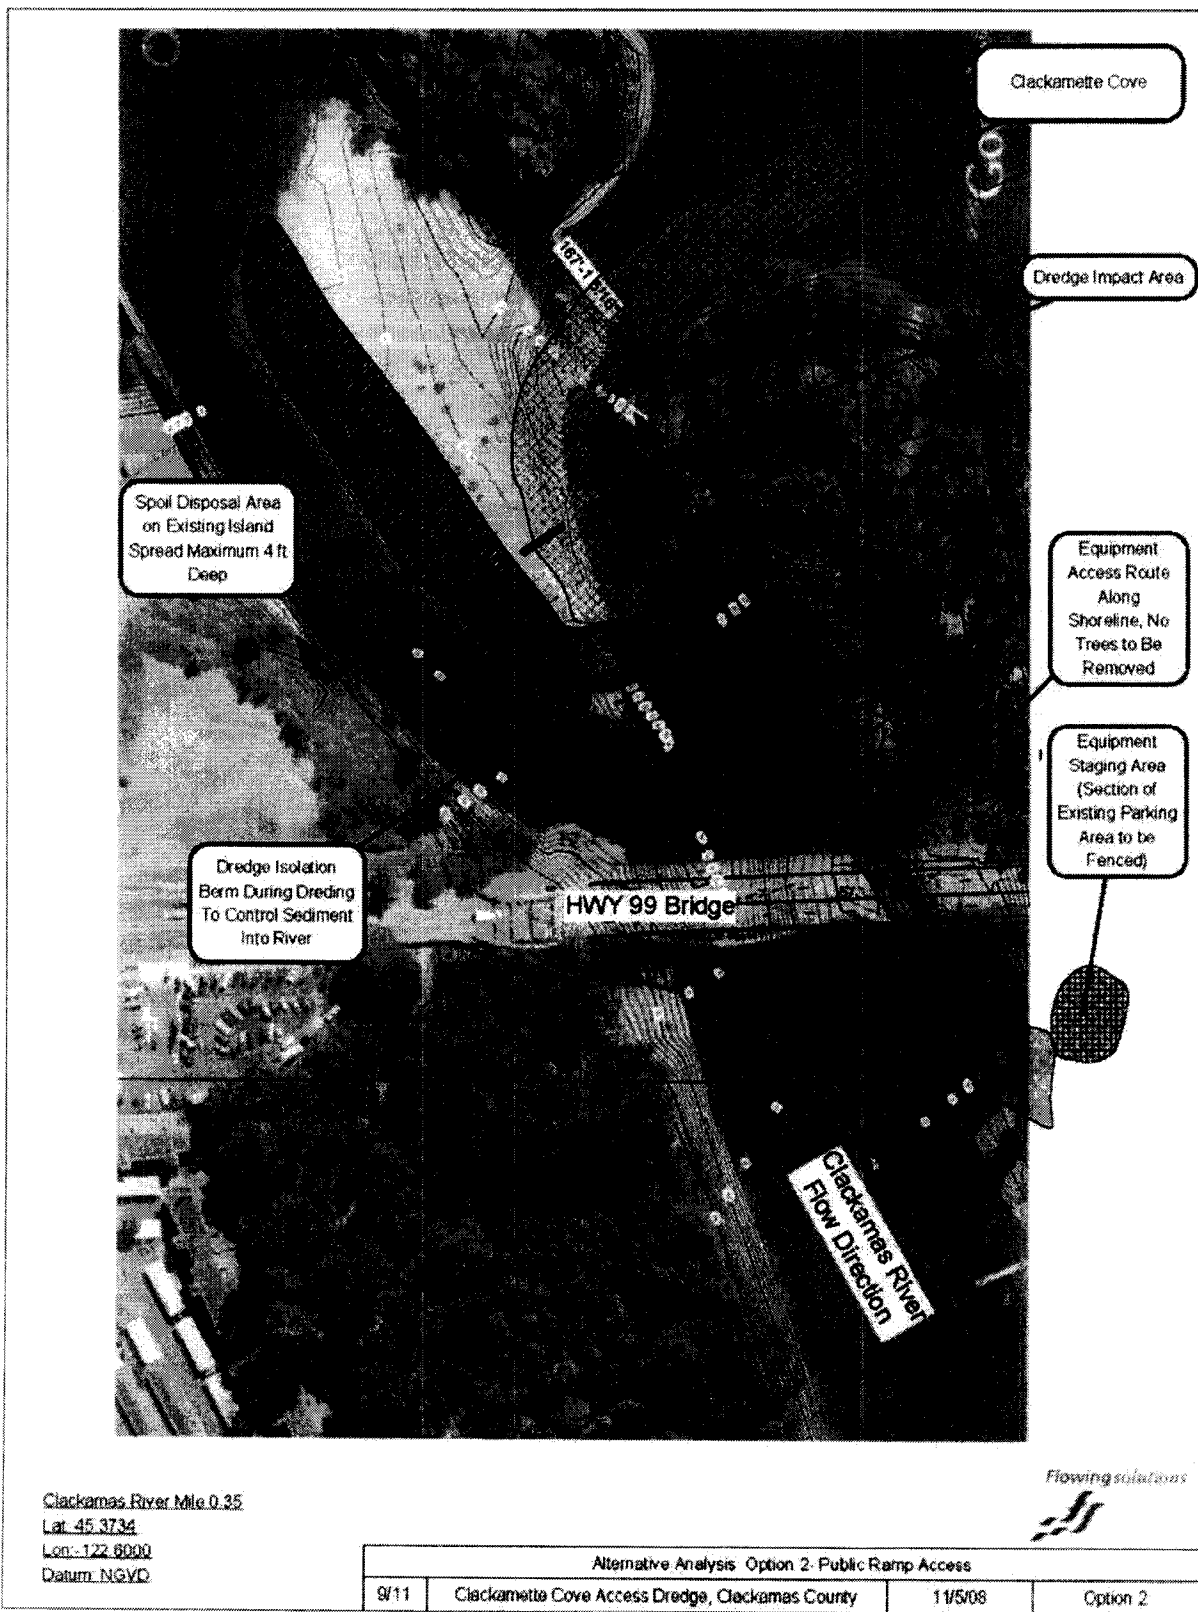 Clackamette Cove
Goo
Dredge Impact Area
Spoil Disposal Area
on Existing Island
Spread Maximum 4 ft
Deep
Equipment
Access Route
Along
Shoreline, No
Trees to Be
Removed
Equipment
Staging Area
(Section of
Existing Parking
Area to be
Fenced)
Dredge Isolation
Berm During Dreding
To Control Sediment
Into River
HWY 99 Bridge
Clackamas River
Flow Direction
Flowing solutions
Clackamas River Mile 0.35
Lat: 45.3734
Lon: -122.6000
Datum: NGVD
Alternative Analysis Option 2- Public Ramp Access
9/11
Clackamette Cove Access Dredge, Clackamas County
11/5/08
Option 2